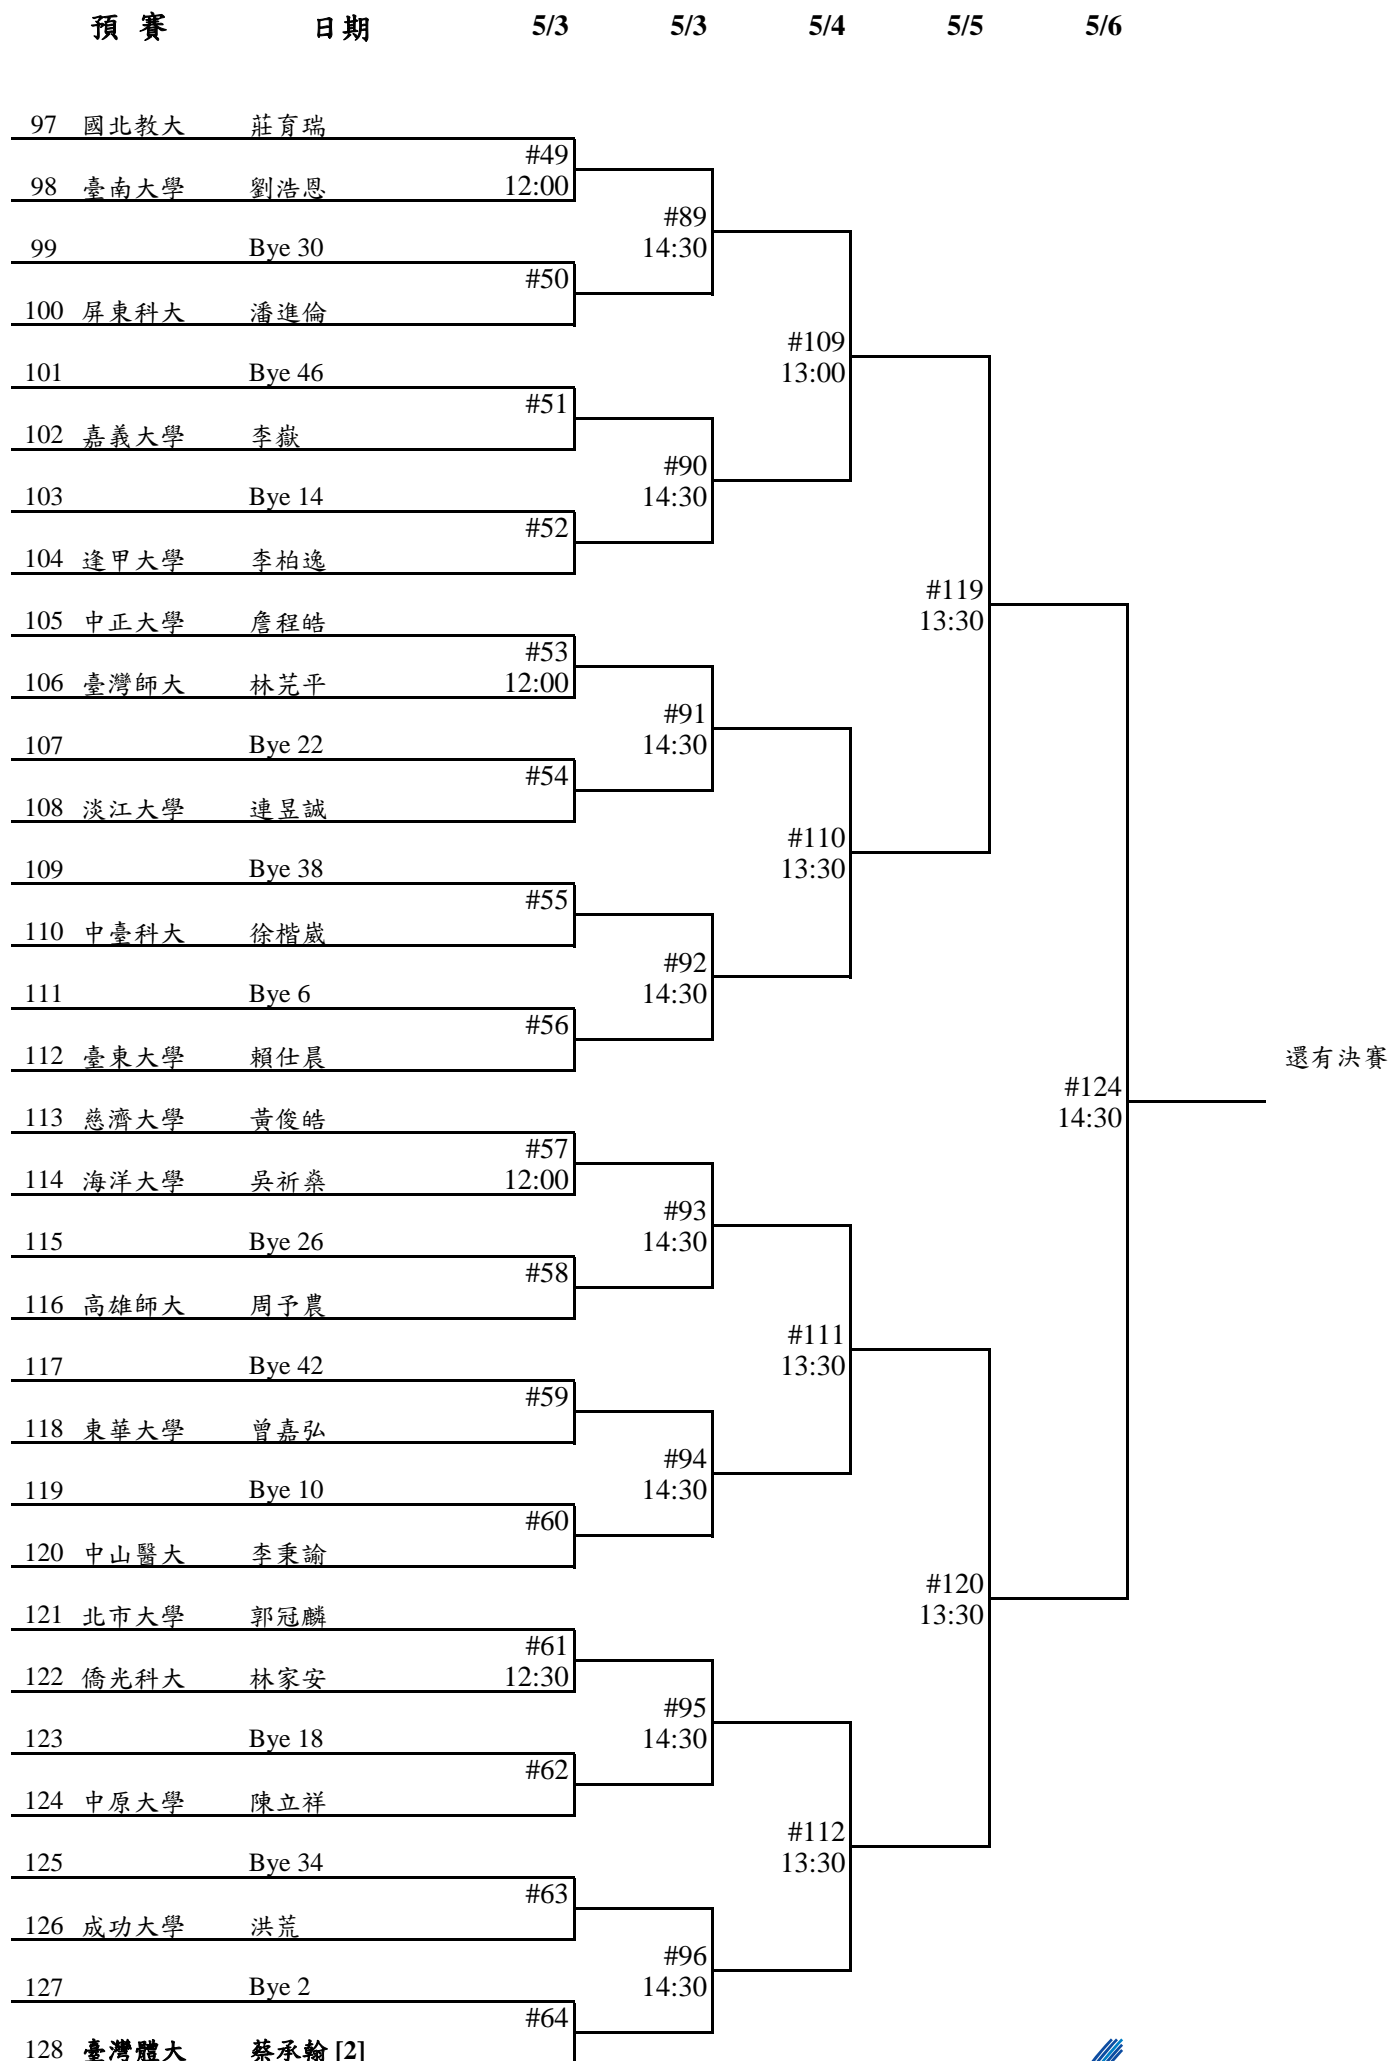 預 賽 日期 5/3 5/3 5/4 5/5 5/6
97 國北教大 莊育瑞
#49
98 臺南大學 劉浩恩 12:00
#89
99 Bye 30 14:30
#50
100 屏東科大 潘進倫
#109
101 Bye 46 13:00
#51
102 嘉義大學 李嶽
#90
103 Bye 14 14:30
#52
104 逢甲大學 李柏逸
#119
105 中正大學 詹程皓 13:30
#53
106 臺灣師大 林芫平 12:00
#91
107 Bye 22 14:30
#54
108 淡江大學 連昱誠
#110
109 Bye 38 13:30
#55
110 中臺科大 徐楷崴
#92
111 Bye 6 14:30
#56
112 臺東大學 賴仕晨 還有決賽
#124
113 慈濟大學 黃俊皓 14:30
#57
114 海洋大學 吳祈燊 12:00
#93
115 Bye 26 14:30
#58
116 高雄師大 周予農
#111
117 Bye 42 13:30
#59
118 東華大學 曾嘉弘
#94
119 Bye 10 14:30
#60
120 中山醫大 李秉諭
#120
121 北市大學 郭冠麟 13:30
#61
122 僑光科大 林家安 12:30
#95
123 Bye 18 14:30
#62
124 中原大學 陳立祥
#112
125 Bye 34 13:30
#63
126 成功大學 洪荒
#96
127 Bye 2 14:30
#64
128 臺灣體大 蔡承翰 [2]